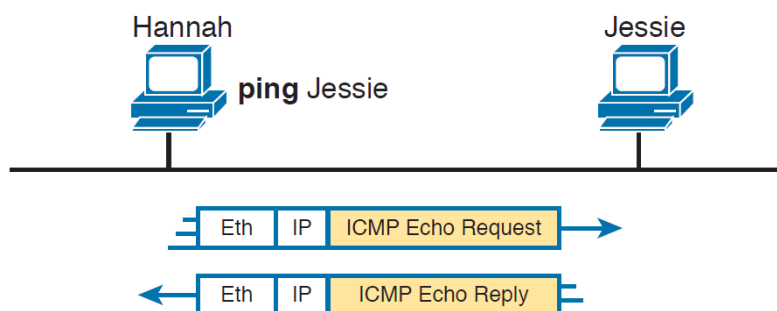 Hannah
Jessie
ping Jessie
Eth IP ICMP Echo Request
Eth IP ICMP Echo Reply